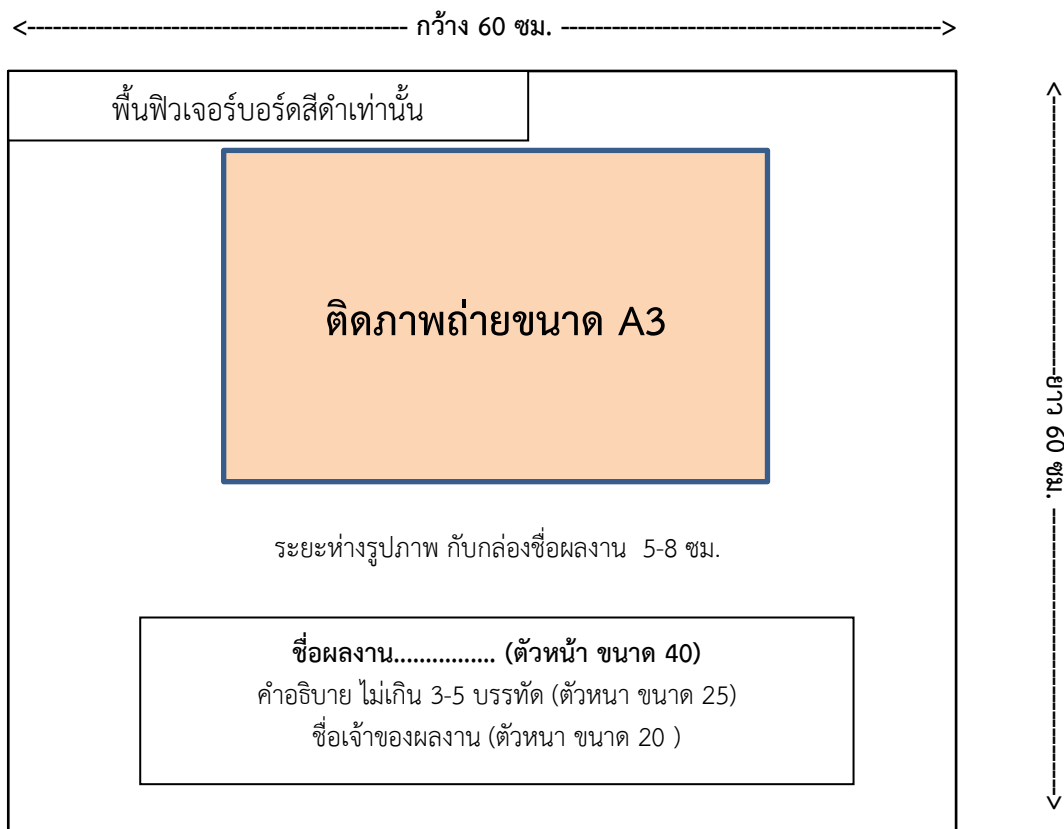 <--------------------------------------------- กว้าง 60 ซม. --------------------------------------------->
พื้นฟิวเจอร์บอร์ดสีดำเท่านั้น
ติดภาพถ่ายขนาด A3
<-----------------------------------ยาว 60 ซม. ----------------------------------->
ระยะห่างรูปภาพ กับกล่องชื่อผลงาน 5-8 ซม.
ชื่อผลงาน................ (ตัวหน้า ขนาด 40)
คำอธิบาย ไม่เกิน 3-5 บรรทัด (ตัวหนา ขนาด 25)
ชื่อเจ้าของผลงาน (ตัวหนา ขนาด 20 )